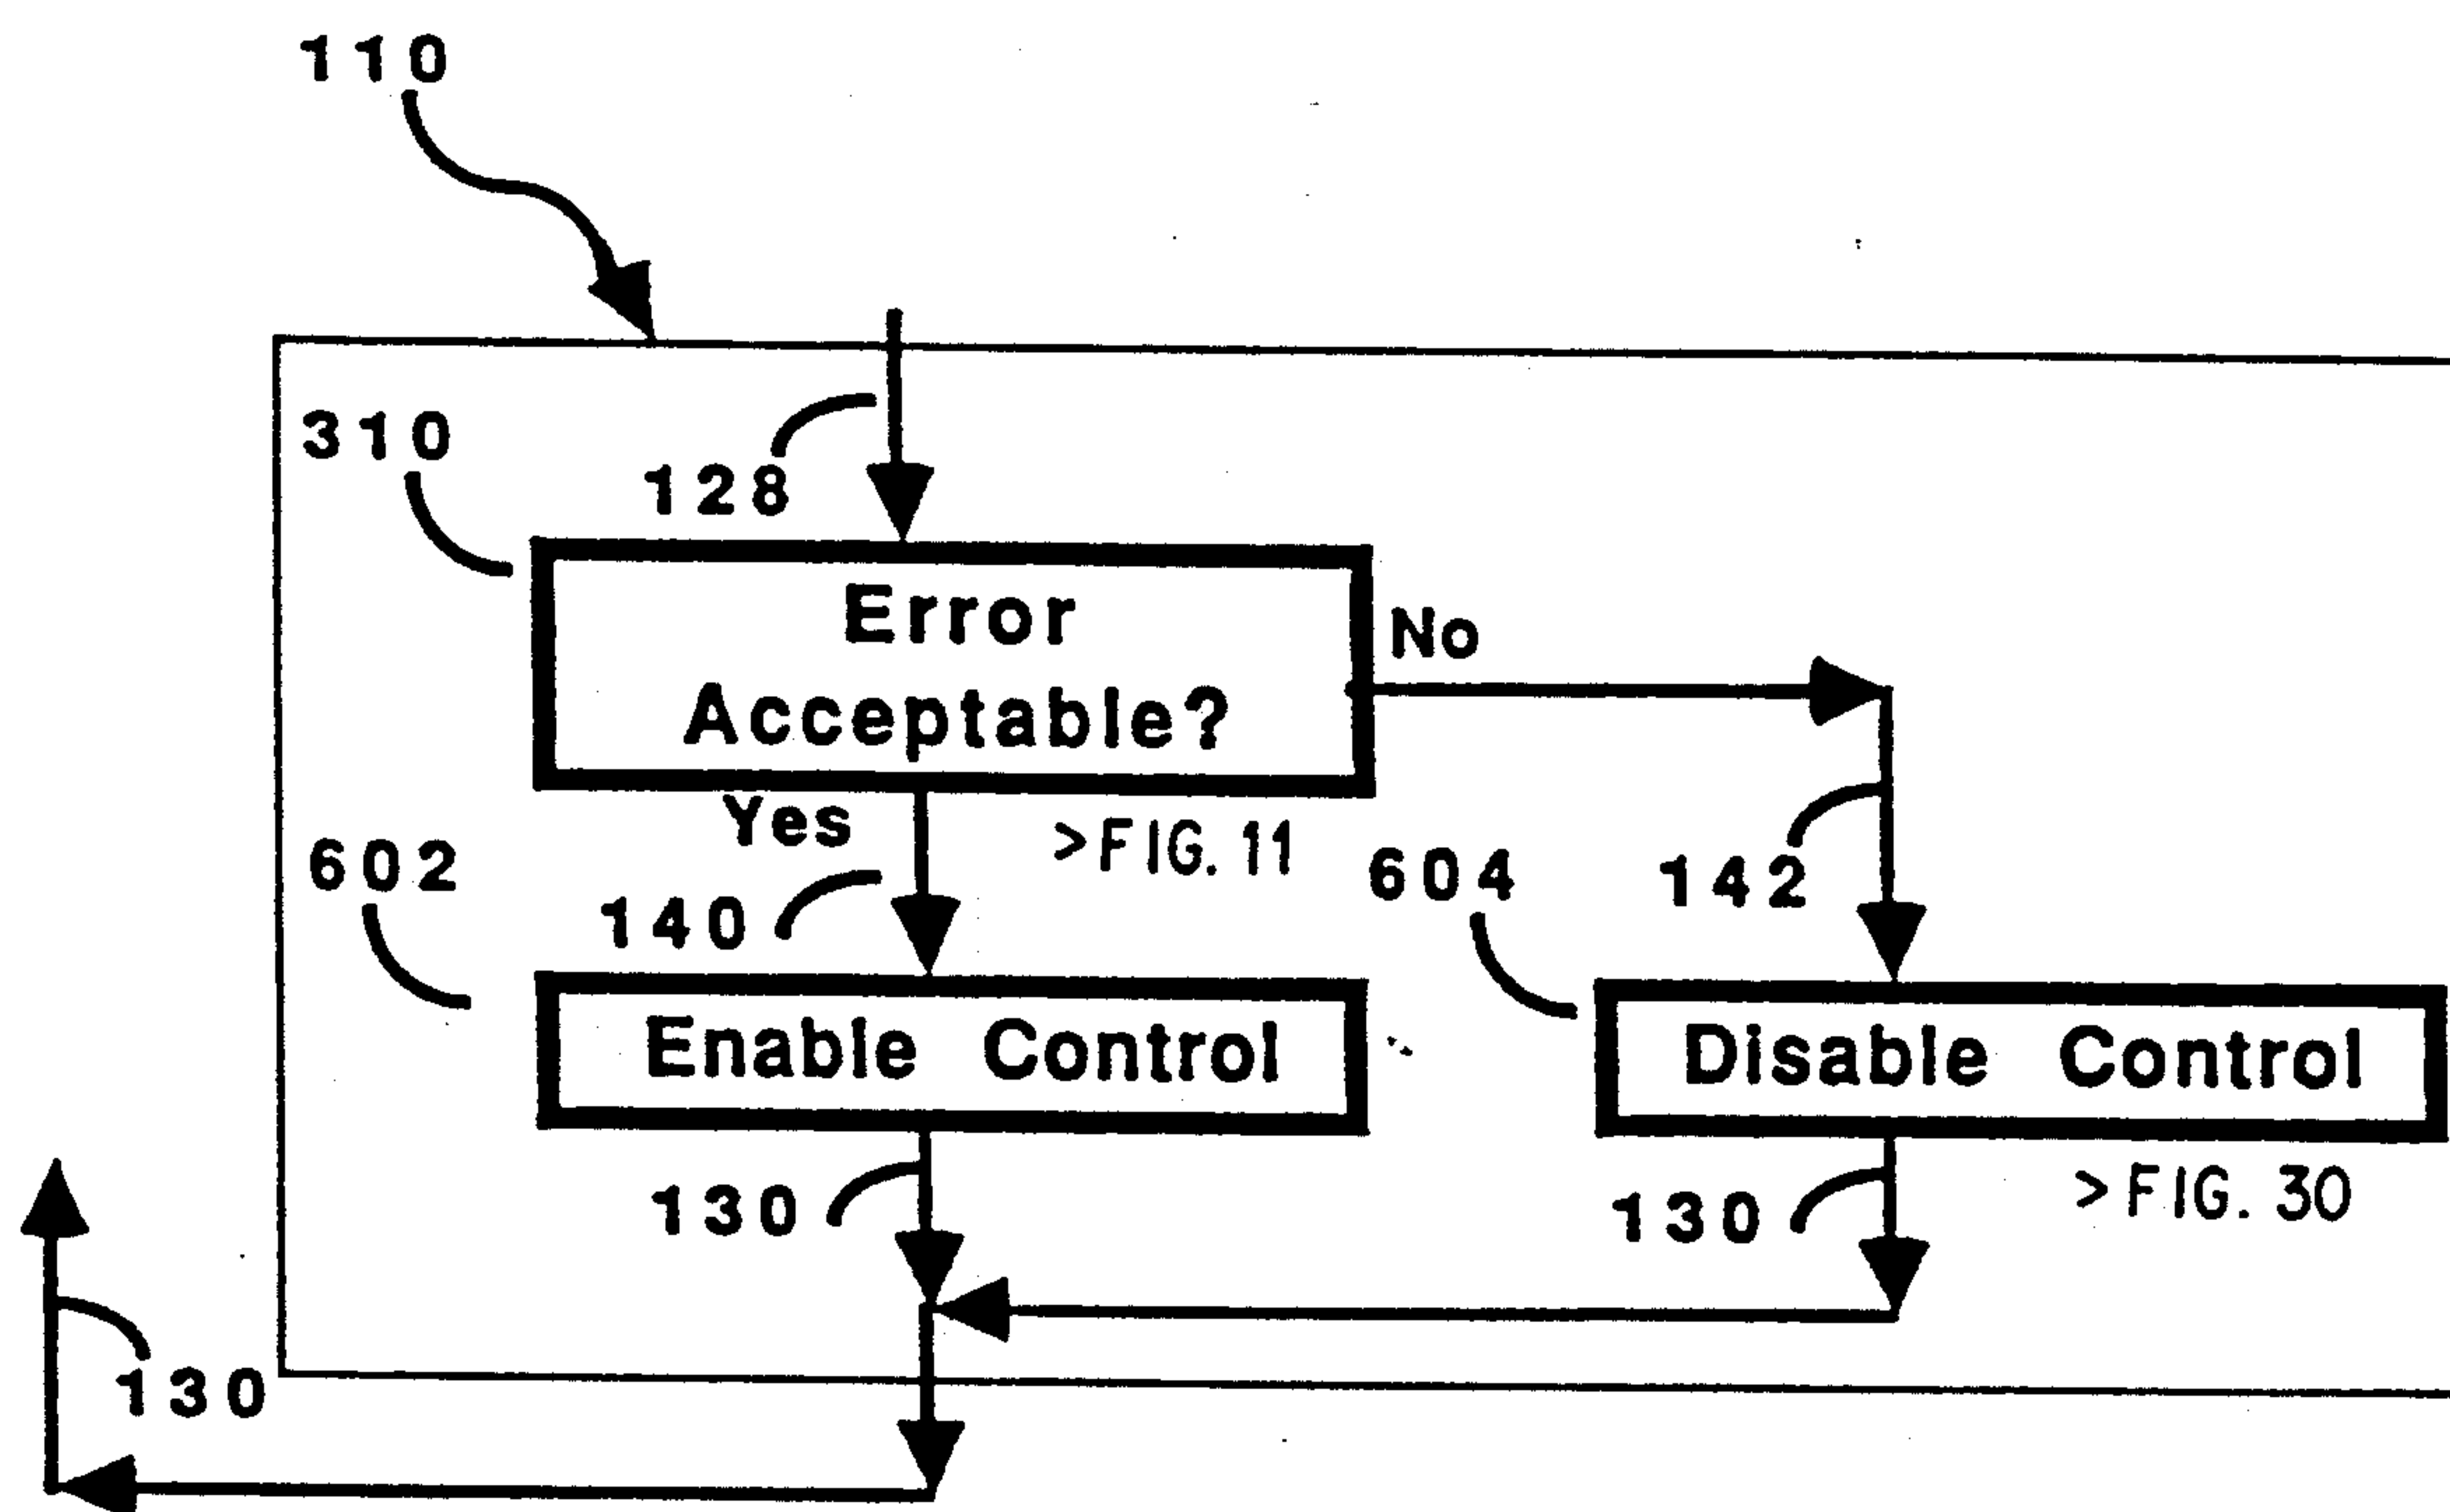 110
310
128
Error
Acceptable?
No
Yes
>FIG. 11
602
140
604
142
Enable Control
Disable Control
130
130
>FIG. 30
130